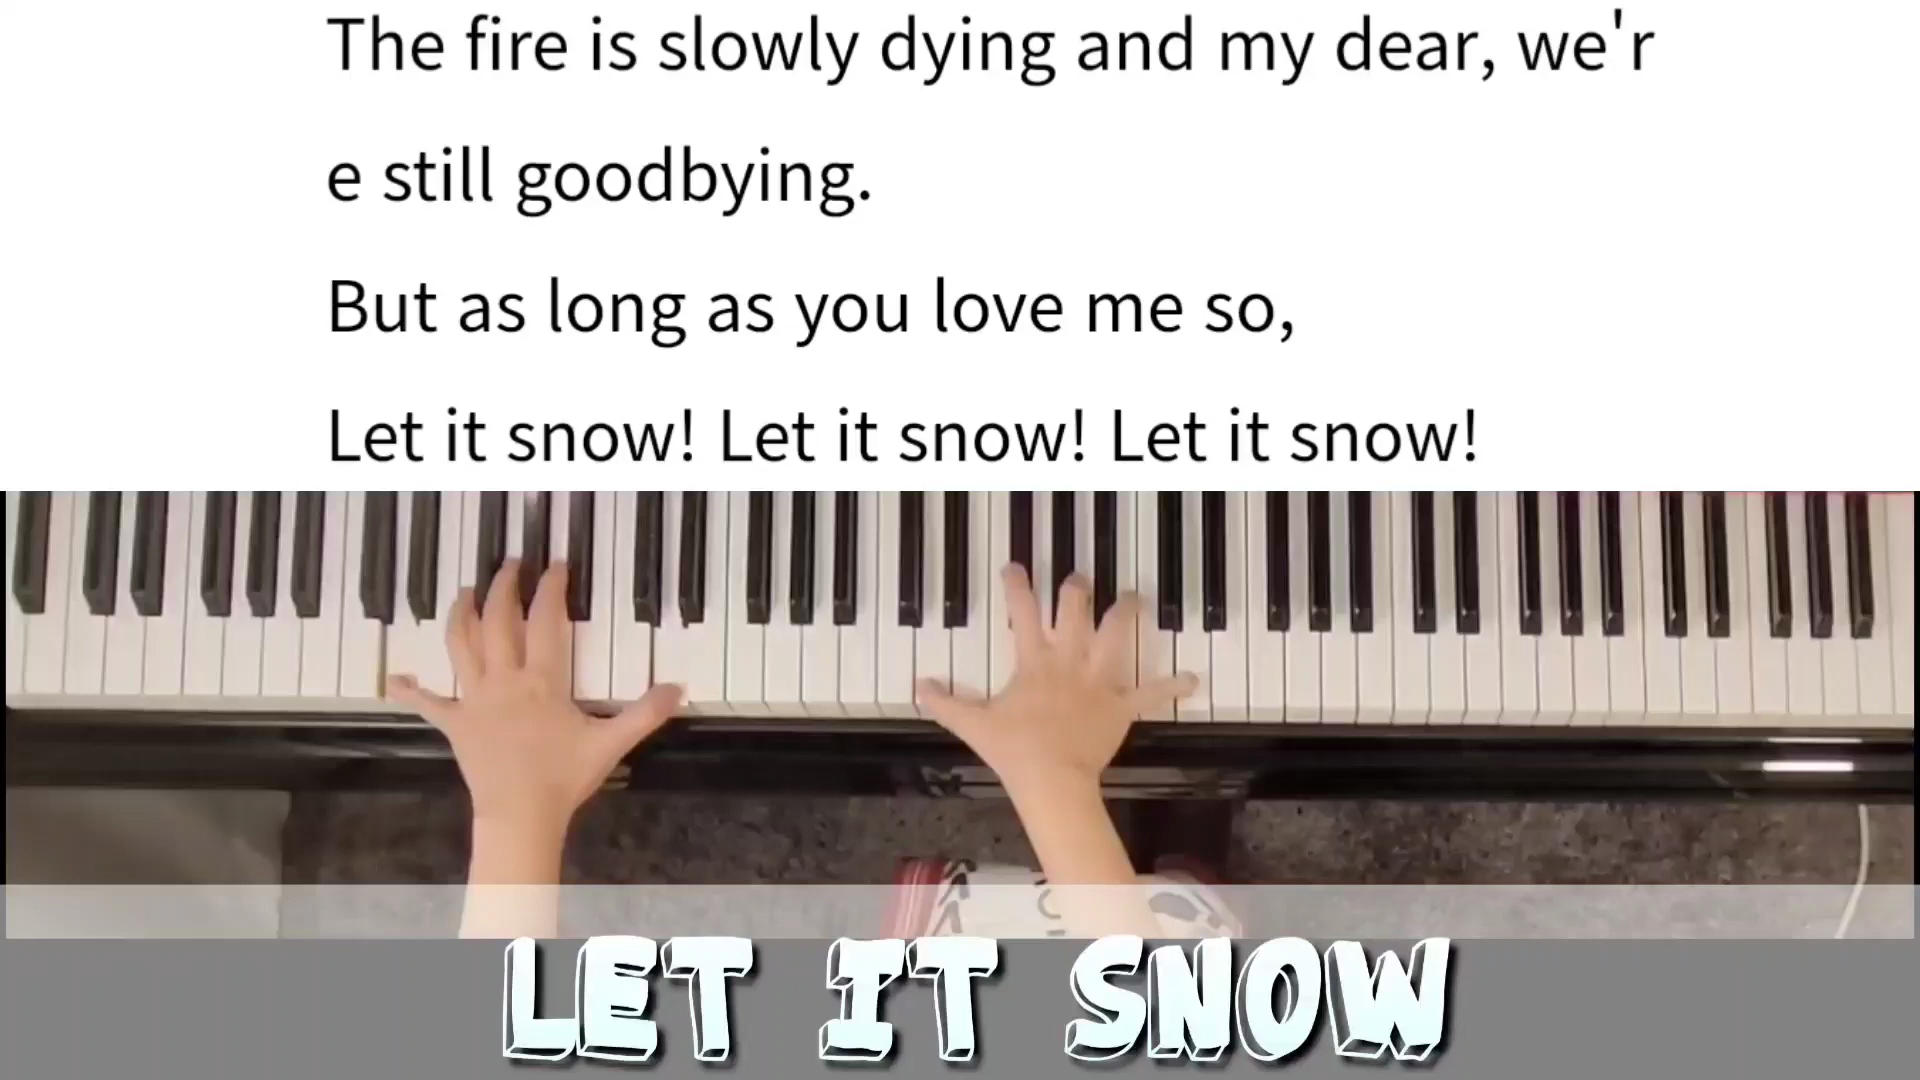 The fire is slowly dying and my dear, we'r
e still goodbying.
But as long as you love me so,
Let it snow! Let it snow! Let it snow!
LET IT SNOW